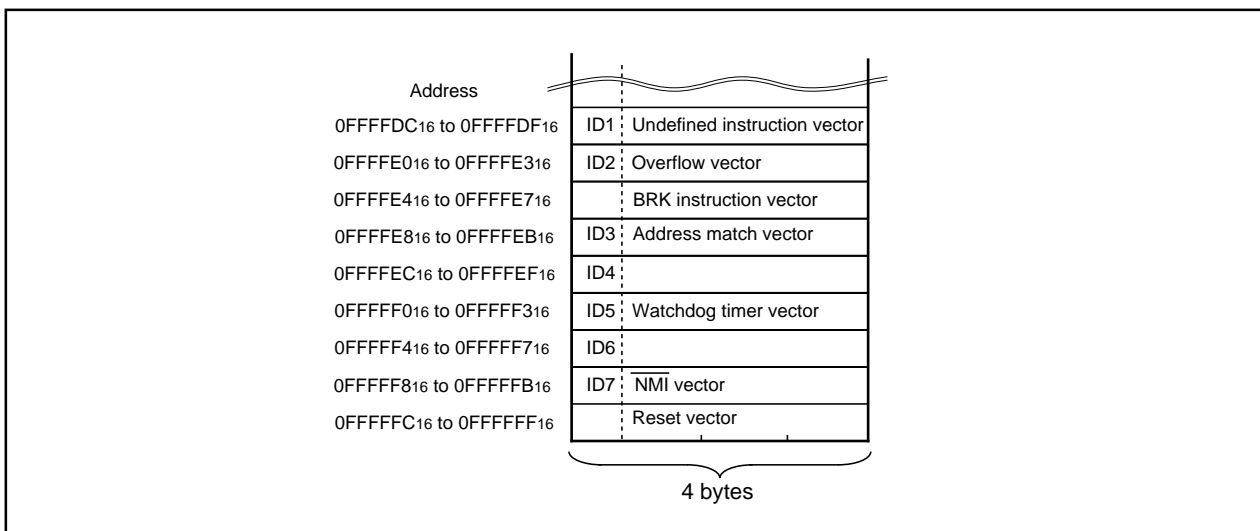 Address
0FFFFDC16 to 0FFFFDF16 ID1 Undefined instruction vector
0FFFFE016 to 0FFFFE316 ID2 Overflow vector
0FFFFE416 to 0FFFFE716 BRK instruction vector
0FFFFE816 to 0FFFFEB16 ID3 Address match vector
0FFFFEC16 to 0FFFFEF16 ID4
0FFFFF016 to 0FFFFF316 ID5 Watchdog timer vector
0FFFFF416 to 0FFFFF716 ID6
0FFFFF816 to 0FFFFFB16 ID7 NMI vector
0FFFFFC16 to 0FFFFFF16 Reset vector
4 bytes